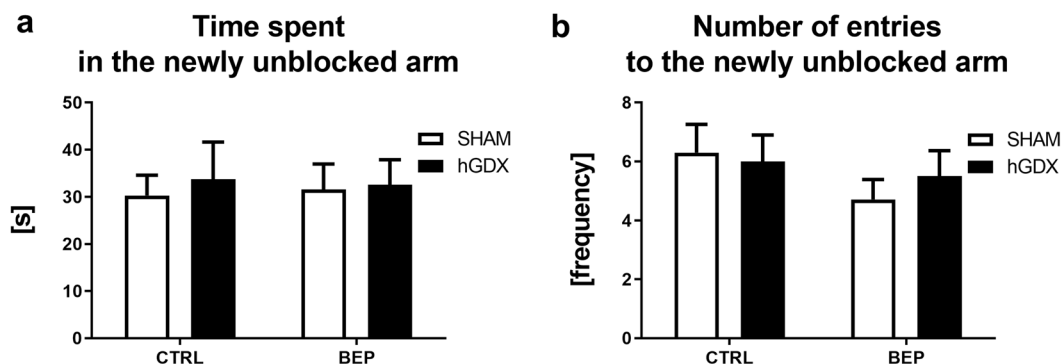 a
Time spent
in the newly unblocked arm
[s]
50
40
30
20
10
0
SHAM
hGDX
CTRL
BEP
b
Number of entries
to the newly unblocked arm
[frequency]
8
6
4
2
0
SHAM
hGDX
CTRL
BEP